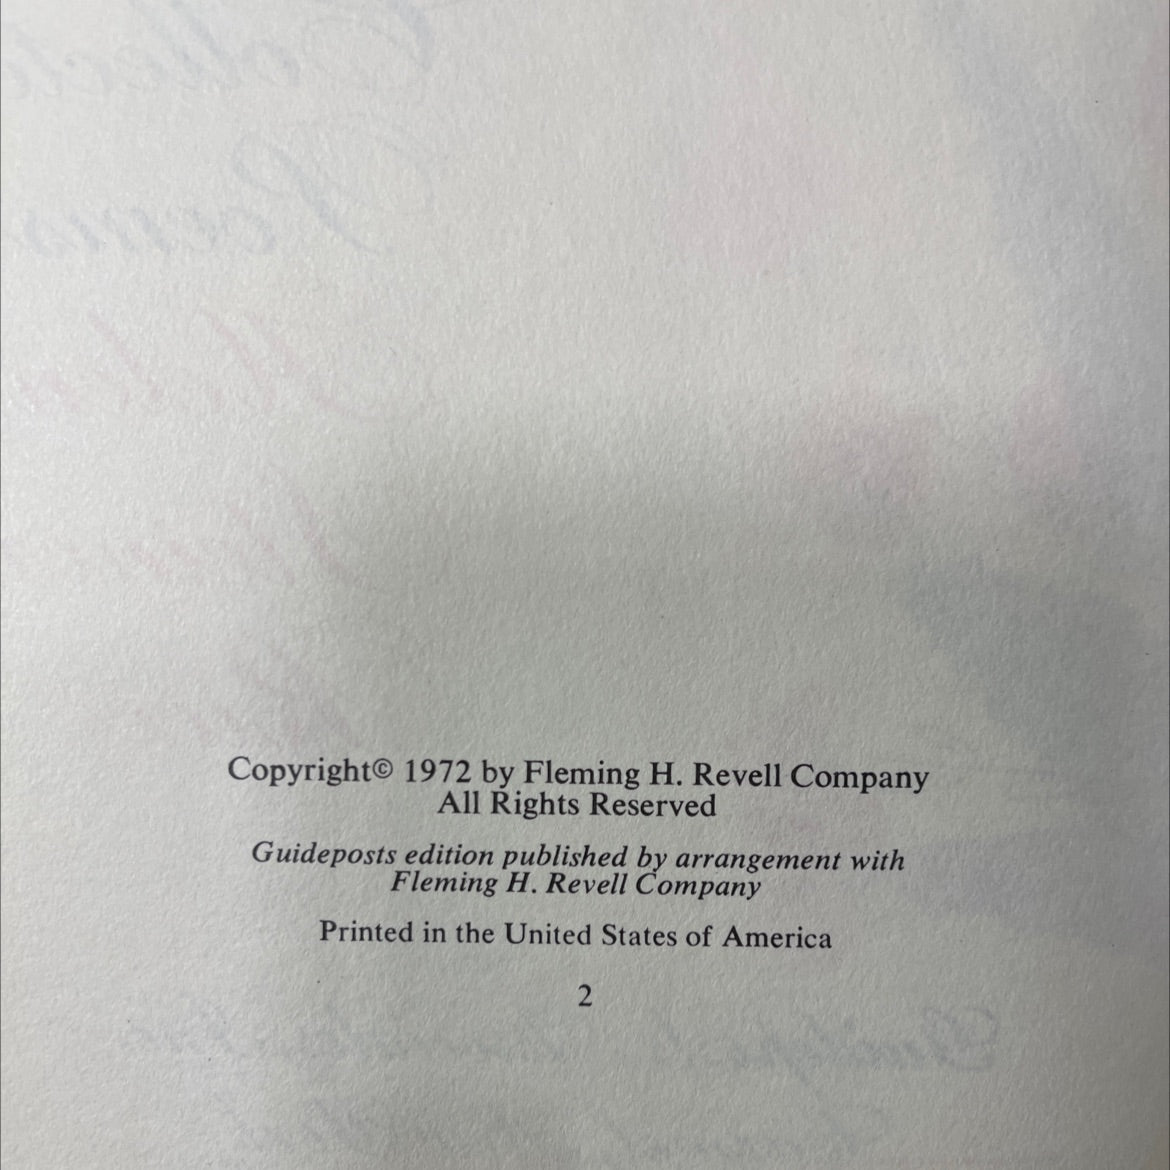 Copyright© 1972 by Fleming H. Revell Company
All Rights Reserved
Guideposts edition published by arrangement with
Fleming H. Revell Company
Printed in the United States of America
2